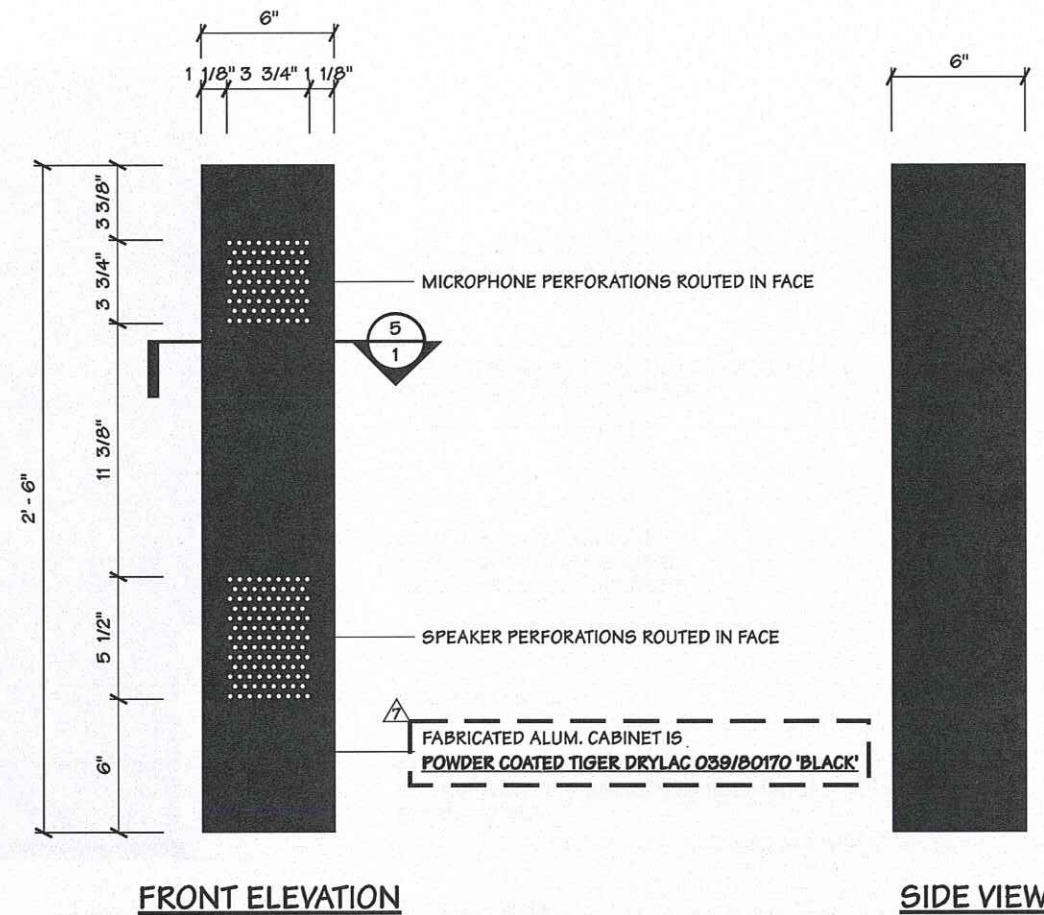 6"
1 1/8" 3 3/4" 1 1/8"
6"
2' - 6"
3 3/8"
3 3/4"
11 3/8"
5 1/2"
6"
MICROPHONE PERFORATIONS ROUTED IN FACE
5
1
SPEAKER PERFORATIONS ROUTED IN FACE
7
FABRICATED ALUM. CABINET IS
POWDER COATED TIGER DRYLAC 039/80170 'BLACK'
FRONT ELEVATION
SIDE VIEW